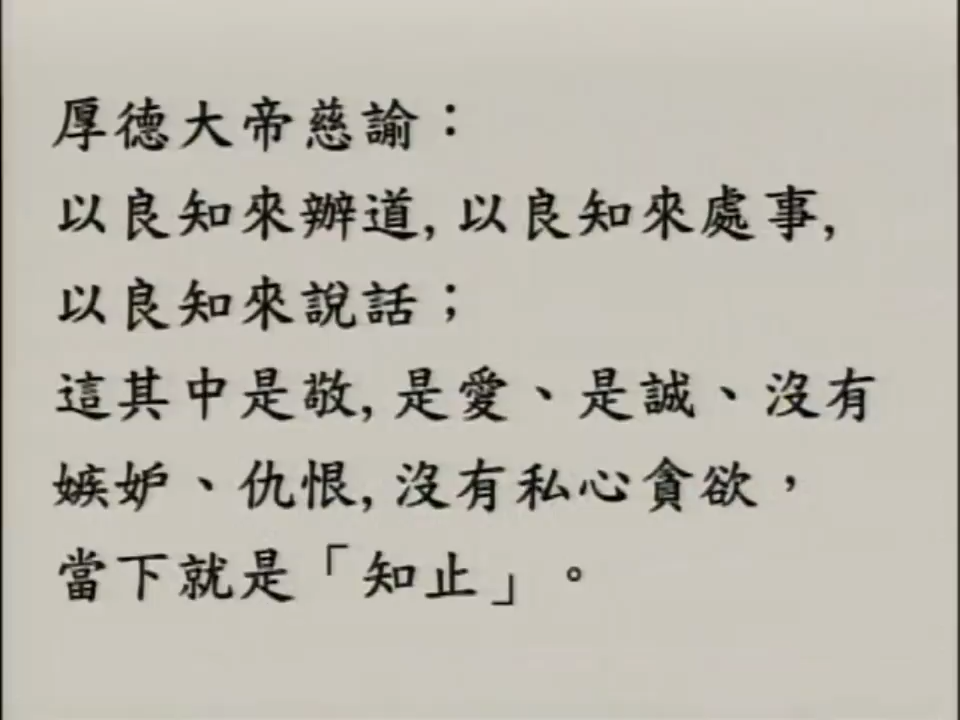 厚德大帝慈諭：
以良知來辦道,以良知來處事,
以良知來說話；
這其中是敬,是愛、是誠、沒有
嫉妒、仇恨,沒有私心貪欲，
當下就是「知止」。